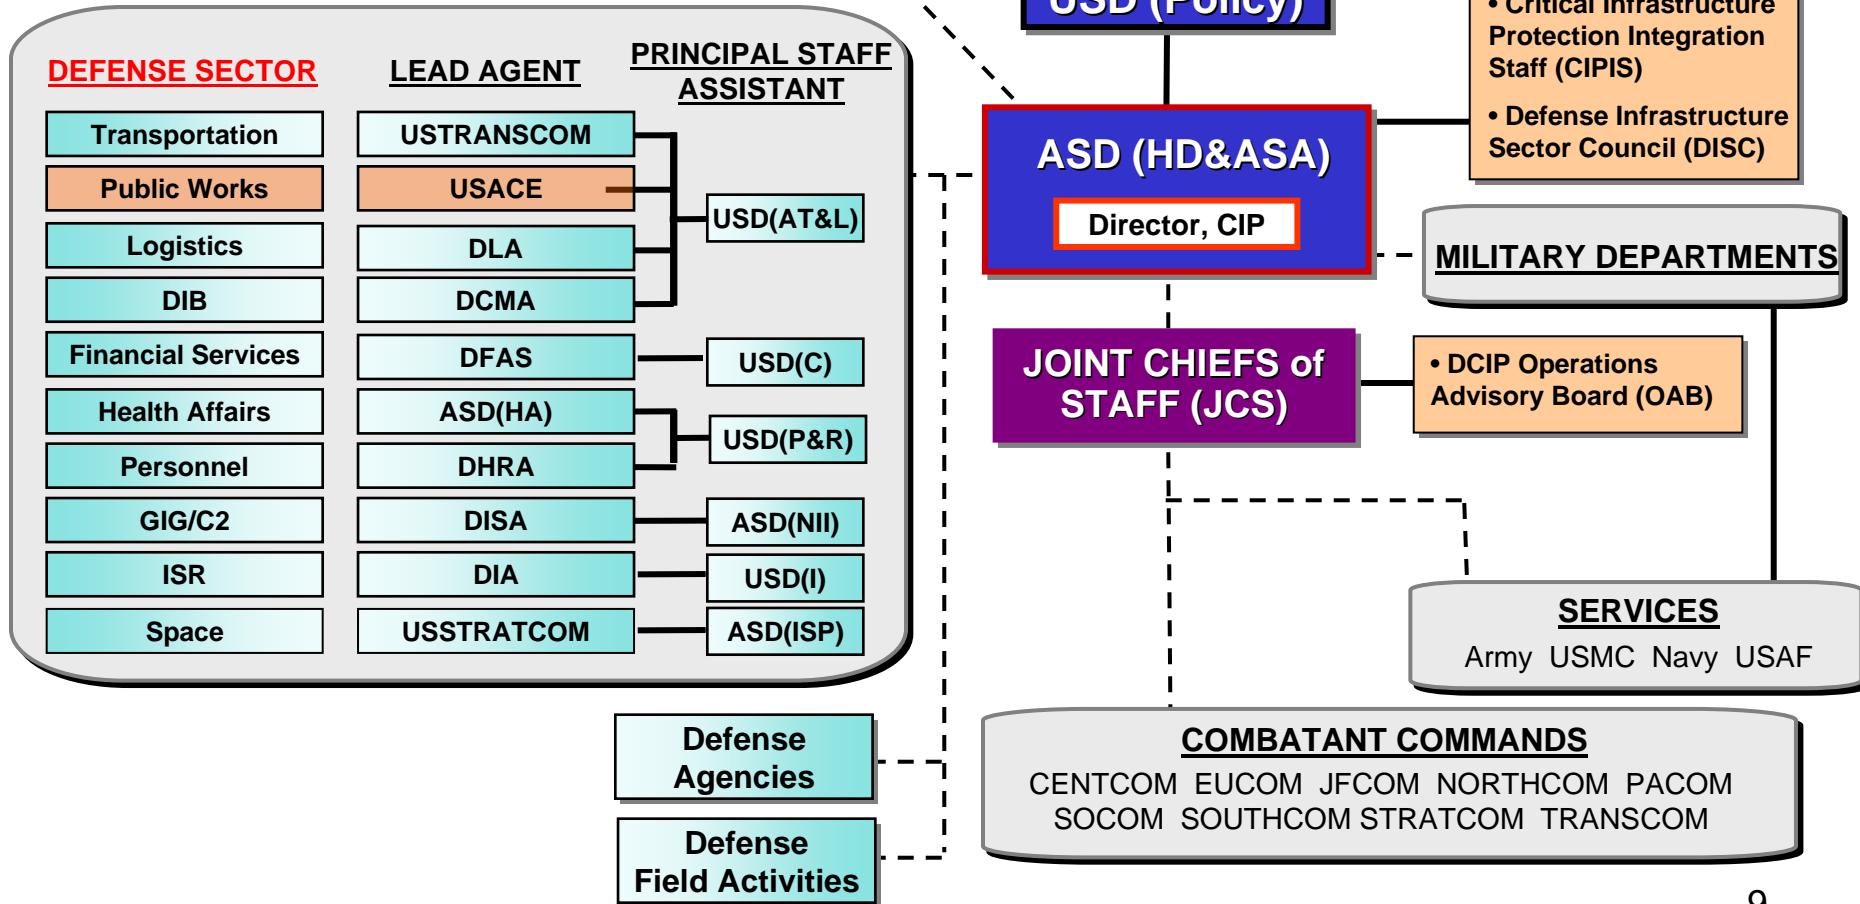 DEFENSE SECTOR
LEAD AGENT
PRINCIPAL STAFF
ASSISTANT
Transportation
USTRANSCOM
Public Works
USACE
USD(AT&L)
Logistics
DLA
DIB
DCMA
Financial Services
DFAS
USD(C)
Health Affairs
ASD(HA)
USD(P&R)
Personnel
DHRA
GIG/C2
DISA
ASD(NII)
ISR
DIA
USD(I)
Space
USSTRATCOM
ASD(ISP)
Defense
Agencies
Defense
Field Activities
USD (Policy)
ASD (HD&ASA)
Director, CIP
• Critical Infrastructure
Protection Integration
Staff (CIPIS)
• Defense Infrastructure
Sector Council (DISC)
MILITARY DEPARTMENTS
JOINT CHIEFS of
STAFF (JCS)
• DCIP Operations
Advisory Board (OAB)
SERVICES
Army USMC Navy USAF
COMBATANT COMMANDS
CENTCOM EUCOM JFCOM NORTHCOM PACOM
SOCOM SOUTHCOM STRATCOM TRANSCOM
9